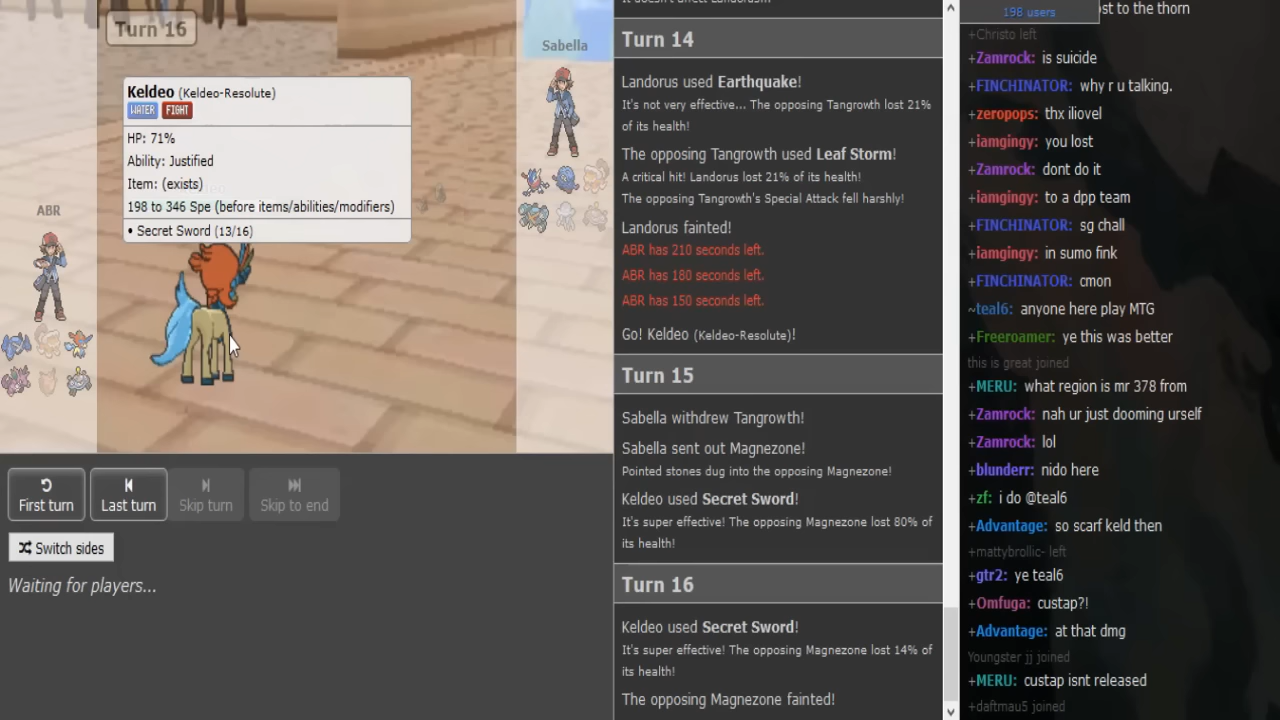 Turn 16
Sabella
Keldeo (Keldeo-Resolute)
WATER FIGHT
HP: 71%
Ability: Justified
Item: (exists)
198 to 346 Spe (before items/abilities/modifiers)
• Secret Sword (13/16)
ABR
First turn
Last turn
Skip turn
Skip to end
Switch sides
Waiting for players...
Turn 14
Landorus used Earthquake!
It's not very effective... The opposing Tangrowth lost 21%
of its health!
The opposing Tangrowth used Leaf Storm!
A critical hit! Landorus lost 21% of its health!
The opposing Tangrowth's Special Attack fell harshly!
Landorus fainted!
ABR has 210 seconds left.
ABR has 180 seconds left.
ABR has 150 seconds left.
Go! Keldeo (Keldeo-Resolute)!
Turn 15
Sabella withdrew Tangrowth!
Sabella sent out Magnezone!
Pointed stones dug into the opposing Magnezone!
Keldeo used Secret Sword!
It's super effective! The opposing Magnezone lost 80% of
its health!
Turn 16
Keldeo used Secret Sword!
It's super effective! The opposing Magnezone lost 14% of
its health!
The opposing Magnezone fainted!
198 users
ost to the thorn
+Christo left
+Zamrock: is suicide
+FINCHINATOR: why r u talking.
+zeropops: thx iliovel
+iamgingy: you lost
+Zamrock: dont do it
+iamgingy: to a dpp team
+FINCHINATOR: sg chall
+iamgingy: in sumo fink
+FINCHINATOR: cmon
~teal6: anyone here play MTG
+Freeroamer: ye this was better
this is great joined
+MERU: what region is mr 378 from
+Zamrock: nah ur just dooming urself
+Zamrock: lol
+blunderr: nido here
+zf: i do @teal6
+Advantage: so scarf keld then
+mattybrollic- left
+gtr2: ye teal6
+Omfuga: custap?!
+Advantage: at that dmg
Youngster jj joined
+MERU: custap isnt released
+daftmau5 joined